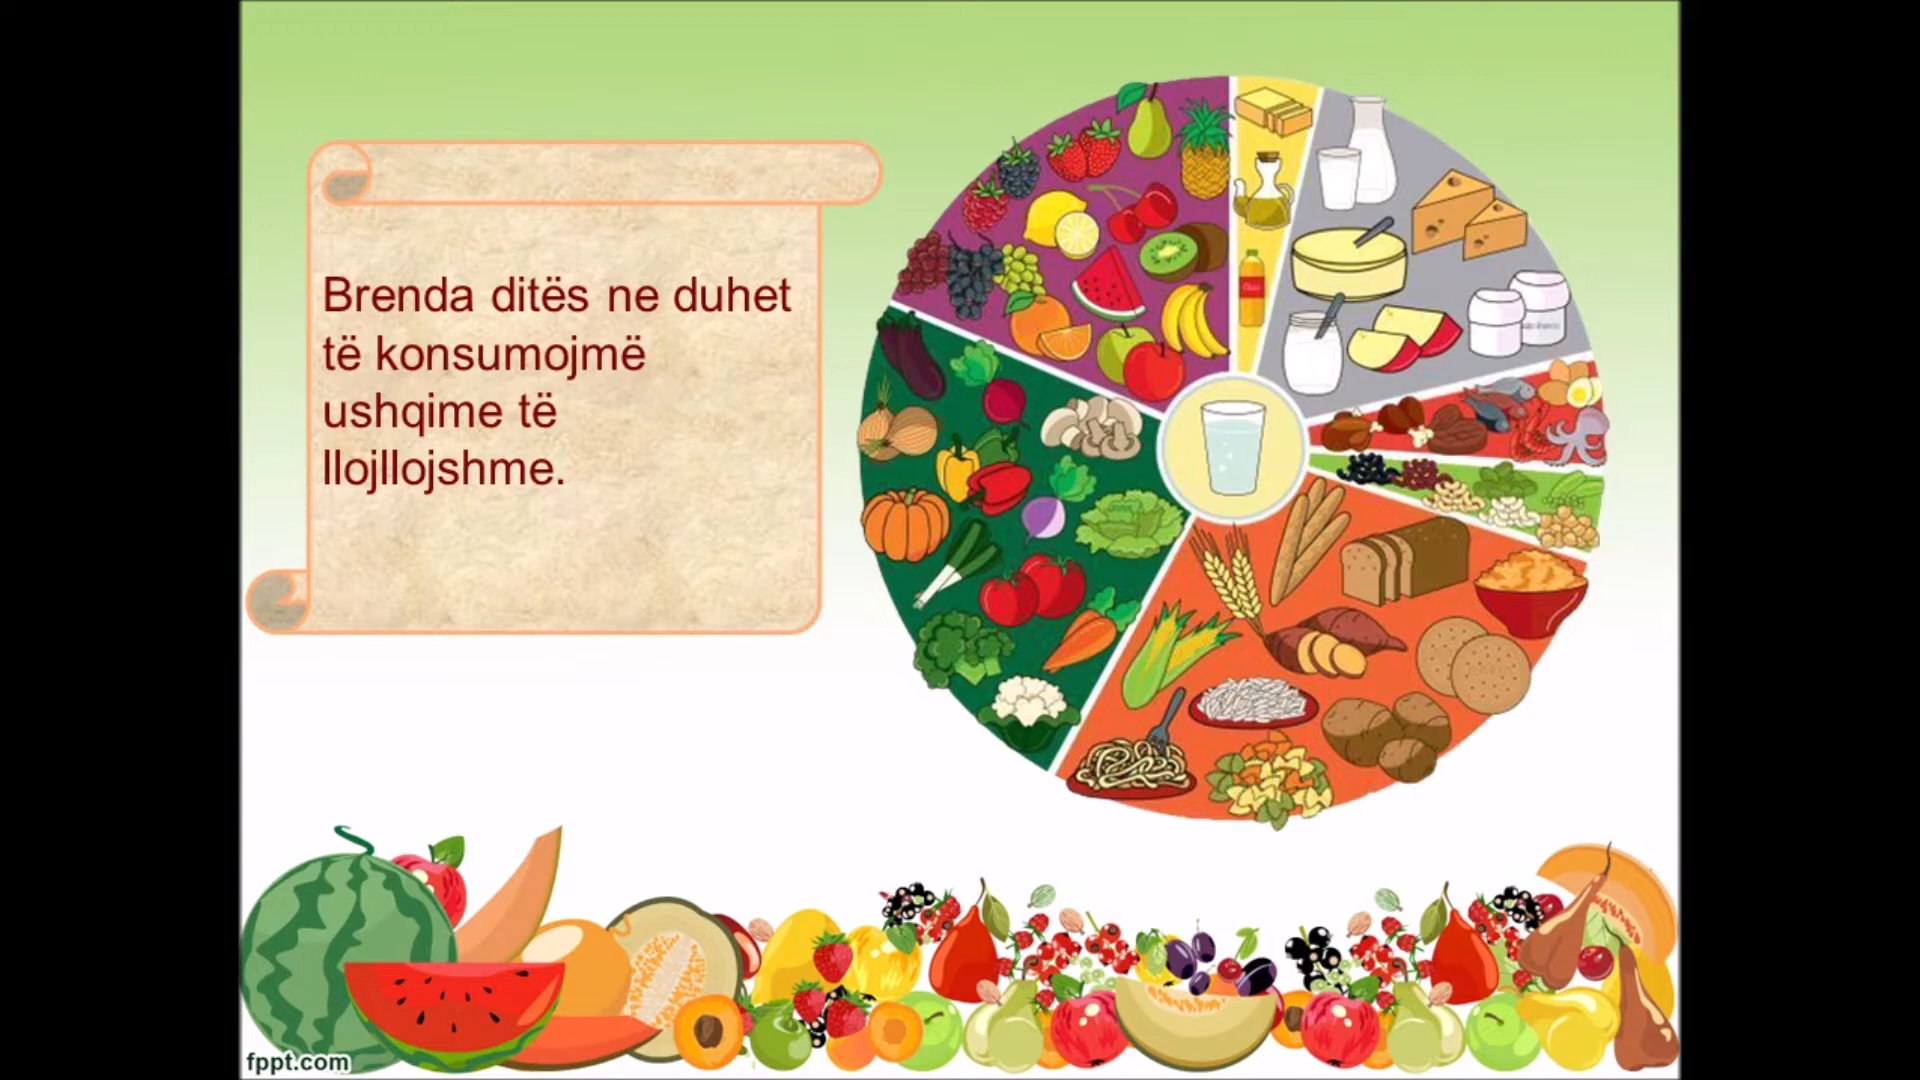 Brenda ditës ne duhet
të konsumojmë
ushqime të
llojllojshme.
fppt.com